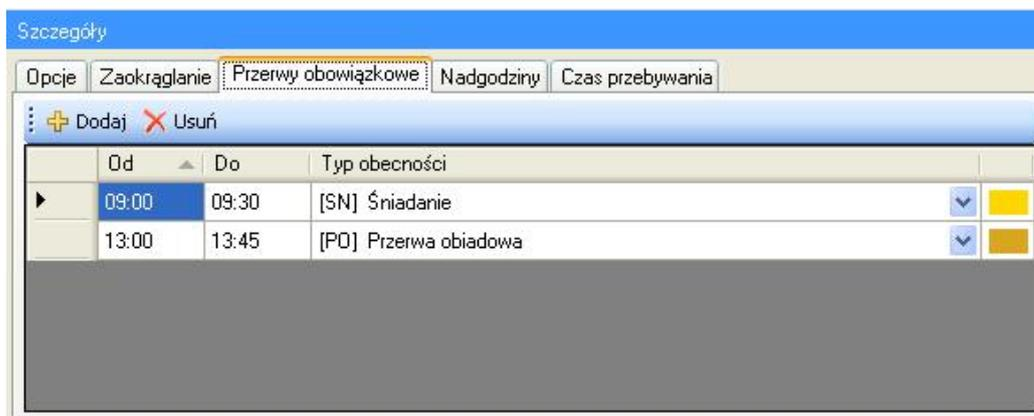 Szczegóły
Opcje Zaokrąglanie Przerwy obowiązkowe Nadgodziny Czas przebywania
Dodaj Usuń
Od Do Typ obecności
09:00 09:30 [SN] Śniadanie
13:00 13:45 [PO] Przerwa obiadowa